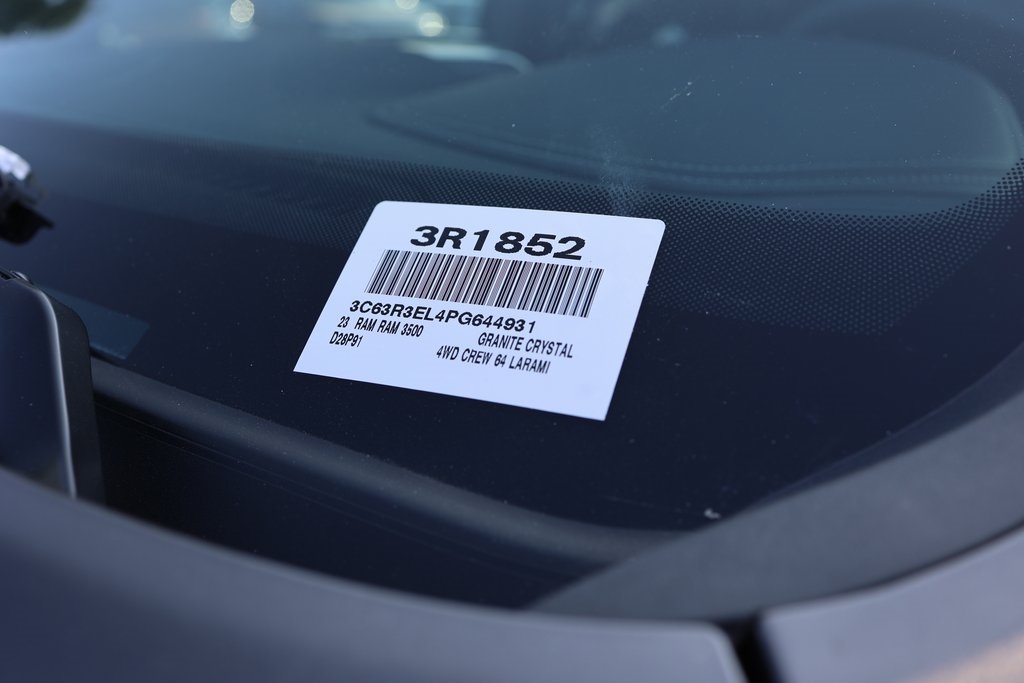 3R1852
3C63R3EL4PG644931
23 RAM RAM 3500 GRANITE CRYSTAL
D28P91 4WD CREW 64 LARAMI